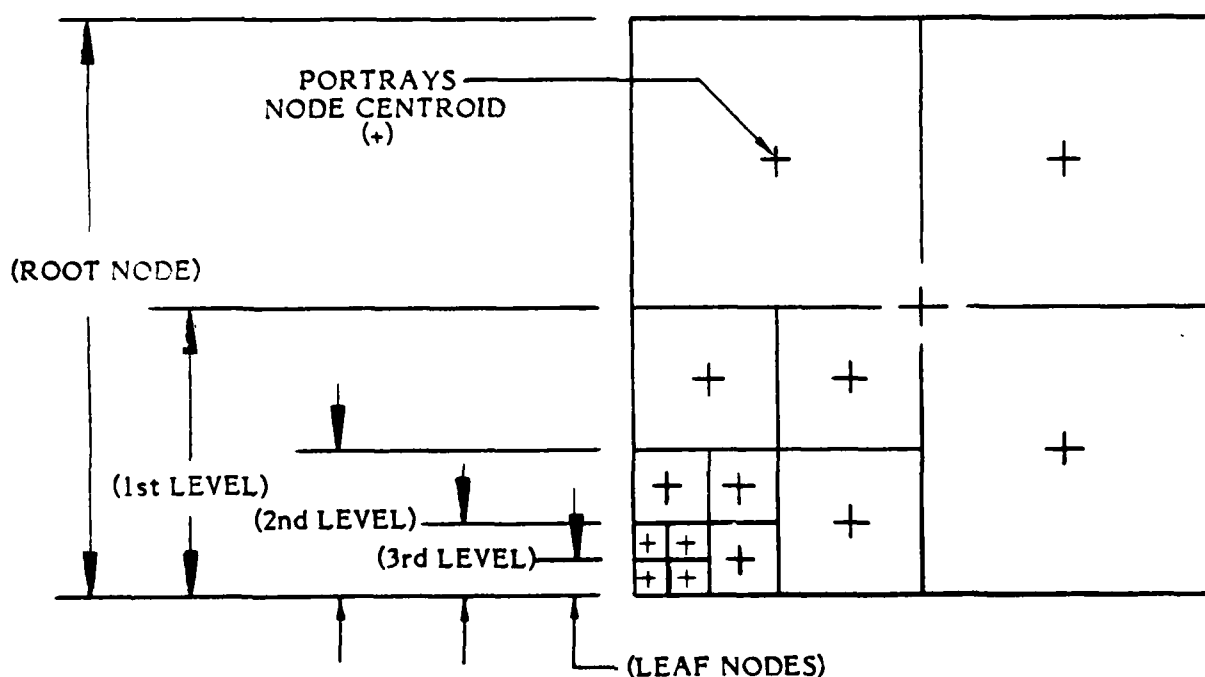 PORTRAYS
NODE CENTROID
(+)
(ROOT NODE)
(1st LEVEL)
(2nd LEVEL)
(3rd LEVEL)
(LEAF NODES)